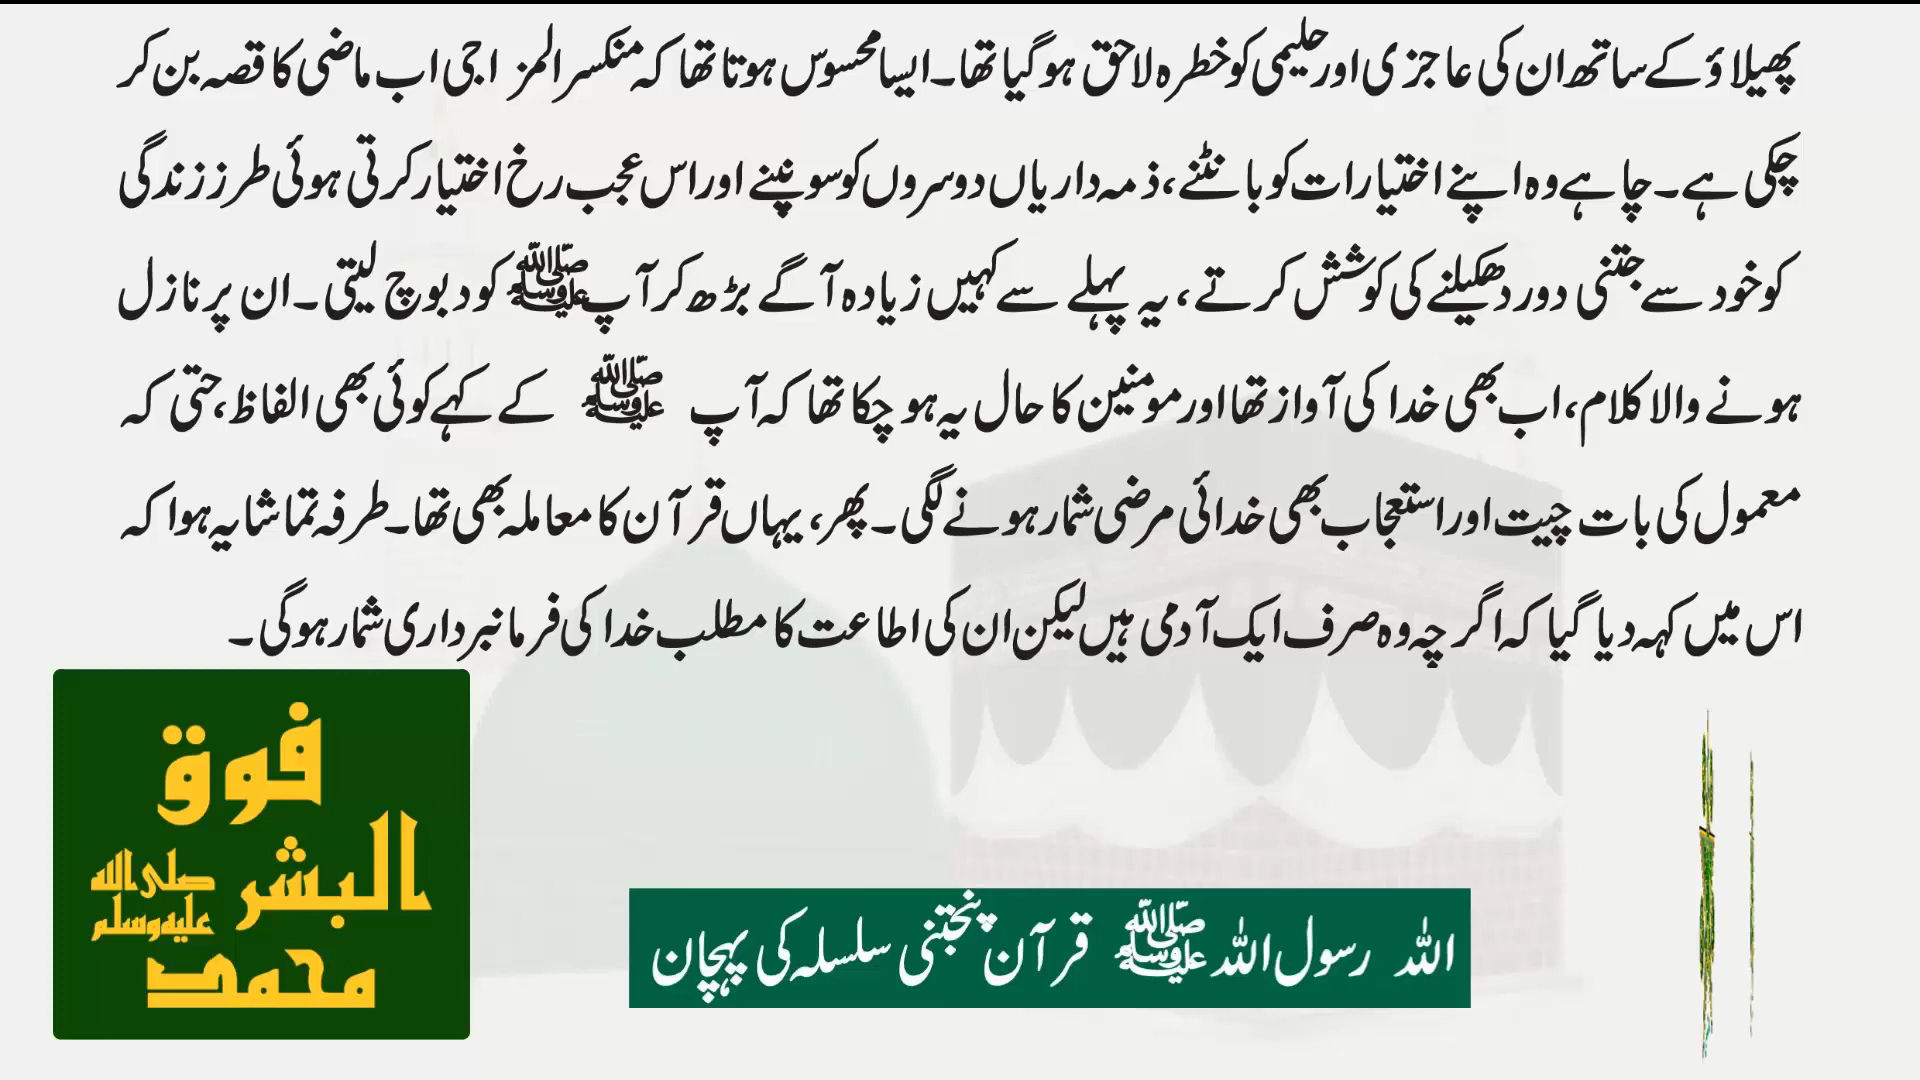 پھیلاؤ کے ساتھ ان کی عاجزی اور حلیمی کو خطرہ لاحق ہو گیا تھا۔ ایسا محسوس ہوتا تھا کہ منکسر المزاجی اب ماضی کا قصہ بن کر
چکی ہے۔ چاہے وہ اپنے اختیارات کو بانٹنے، ذمہ داریاں دوسروں کو سونپنے اور اس عجب رخ اختیار کرتی ہوئی طرز زندگی
کو خود سے جتنی دور دھکیلنے کی کوشش کرتے، یہ پہلے سے کہیں زیادہ آگے بڑھ کر آپ ﷺ کو دبوچ لیتی۔ ان پر نازل
ہونے والا کلام، اب بھی خدا کی آواز تھا اور مومنین کا حال یہ ہو چکا تھا کہ آپ ﷺ کے کہے کوئی بھی الفاظ، حتی کہ
معمول کی بات چیت اور استعجاب بھی خدائی مرضی شمار ہونے لگی۔ پھر، یہاں قرآن کا معاملہ بھی تھا۔ طرفہ تماشا یہ ہوا کہ
اس میں کہہ دیا گیا کہ اگرچہ وہ صرف ایک آدمی ہیں لیکن ان کی اطاعت کا مطلب خدا کی فرمانبرداری شمار ہو گی۔
فوق
البشر صلی اللہ علیہ وسلم
محمد
اللہ رسول اللہ ﷺ قرآن پنجتنی سلسلہ کی پہچان